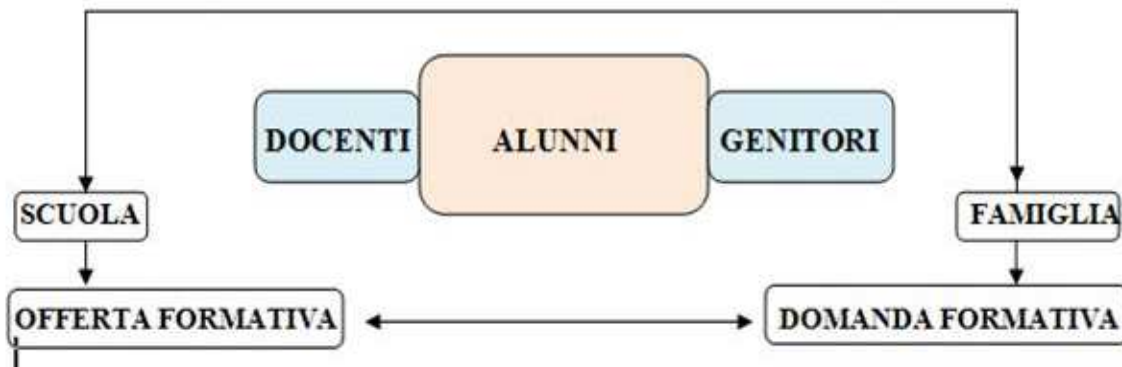 DOCENTI
ALUNNI
GENITORI
SCUOLA
FAMIGLIA
OFFERTA FORMATIVA
DOMANDA FORMATIVA